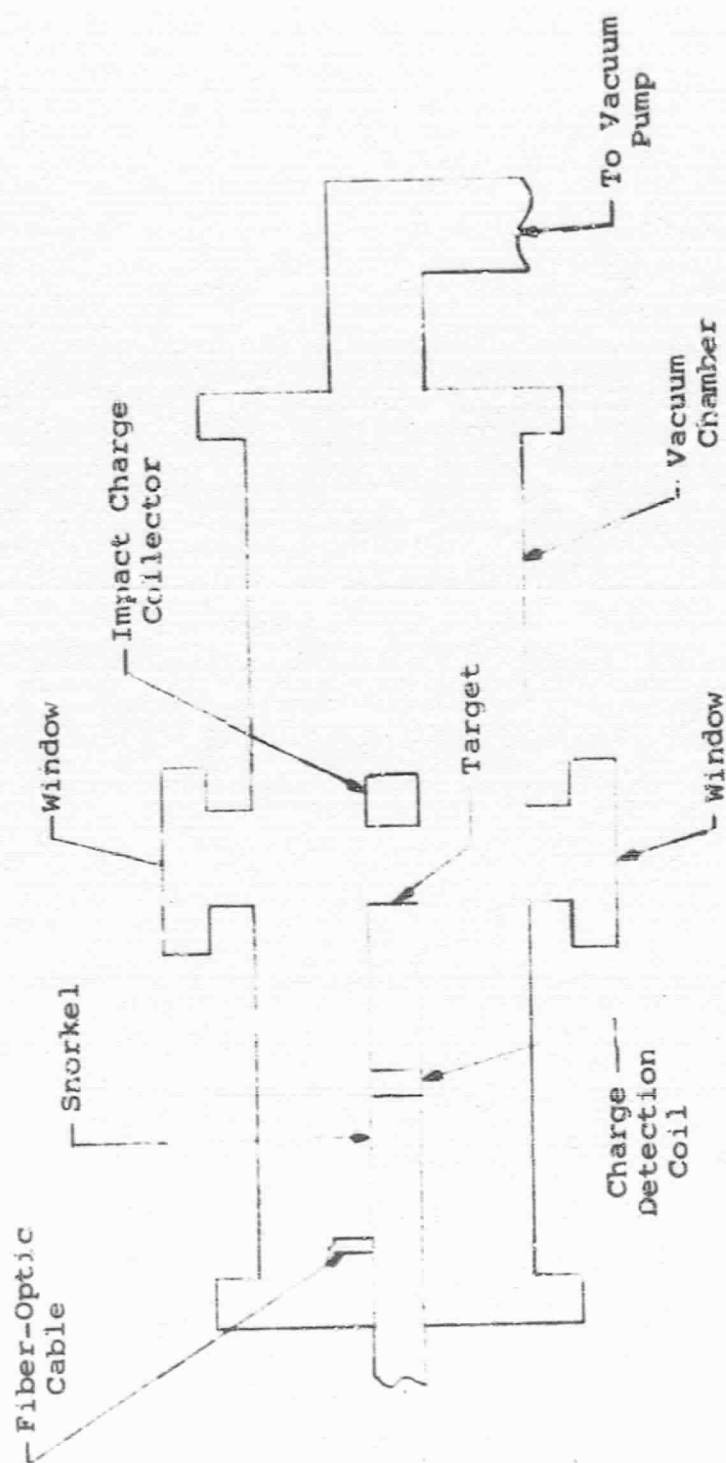 Fiber-Optic
Cable
Snorkel
Window
Impact Charge
Collector
Target
Charge
Detection
Coil
Window
Vacuum
Chamber
To Vacuum
Pump